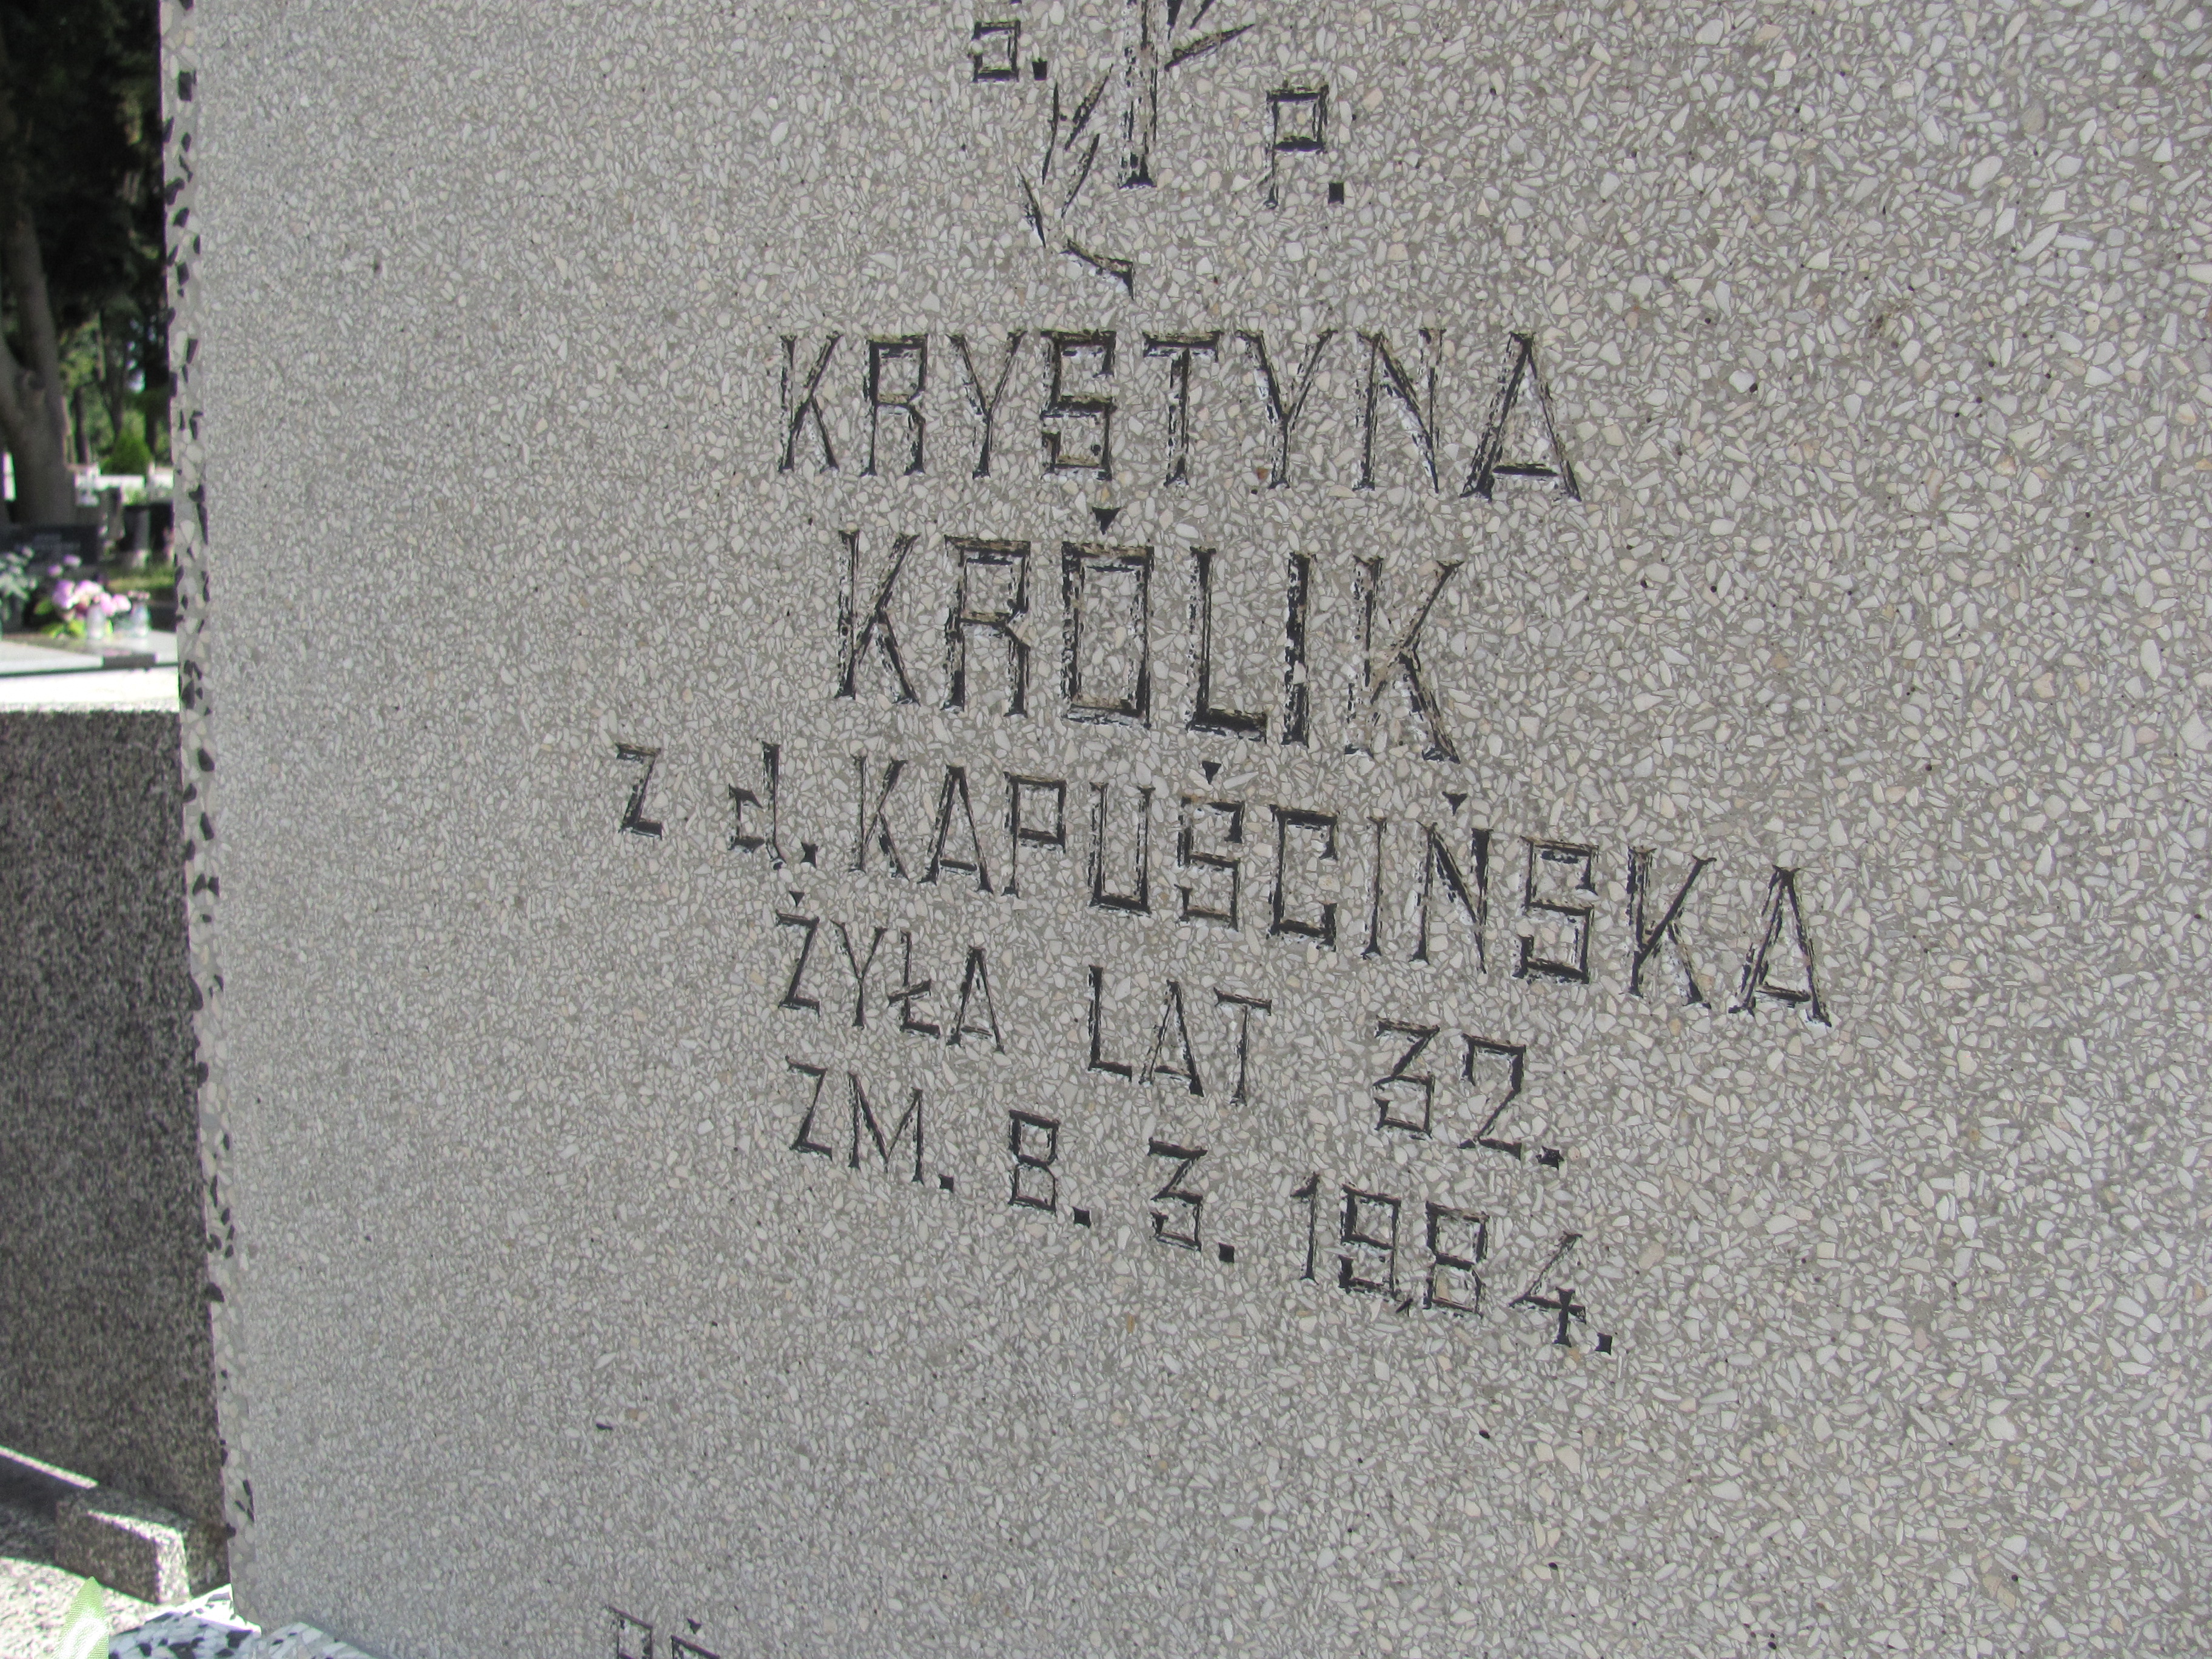 Ś. P.
KRYSTYNA
KRÓLIK
Z d. KAPUŚCIŃSKA
ŻYŁA LAT 32.
ZM. 8. 3. 1984.